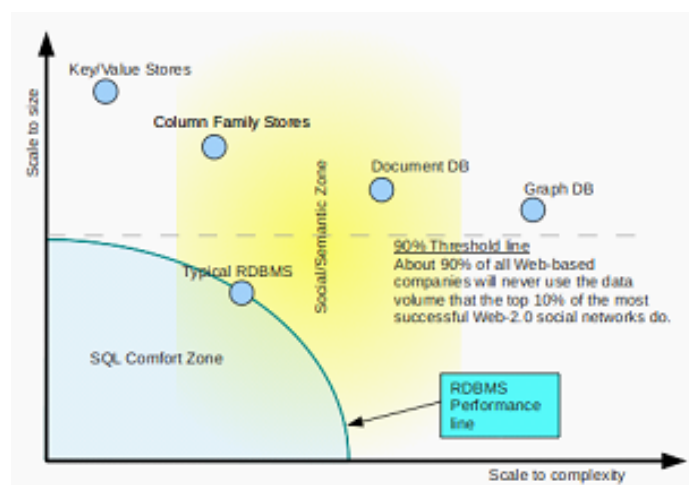 Key/Value Stores
Column Family Stores
Scale to size
Document DB
Graph DB
Social/Semantic Zone
90% Threshold line
About 90% of all Web-based
companies will never use the data
volume that the top 10% of the most
successful Web-2.0 social networks do.
Typical RDBMS
SQL Comfort Zone
RDBMS
Performance
line
Scale to complexity